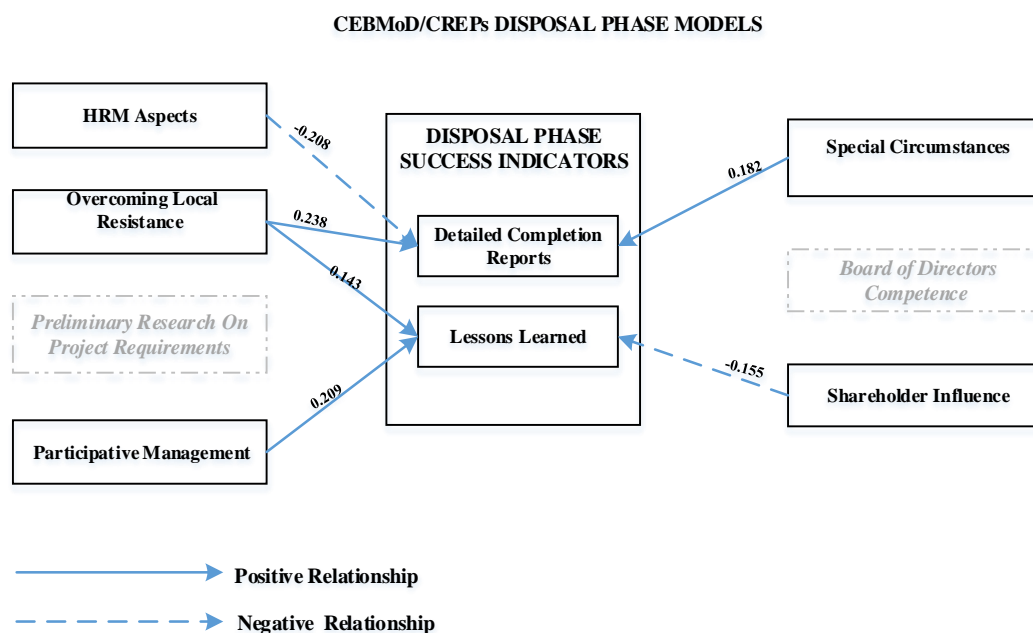 CEBMoD/CREPs DISPOSAL PHASE MODELS
HRM Aspects
-0.208
Overcoming Local
Resistance
0.238
0.143
Preliminary Research On
Project Requirements
Participative Management
0.209
DISPOSAL PHASE
SUCCESS INDICATORS
Detailed Completion
Reports
Lessons Learned
Special Circumstances
0.182
Board of Directors
Competence
-0.155
Shareholder Influence
Positive Relationship
Negative Relationship